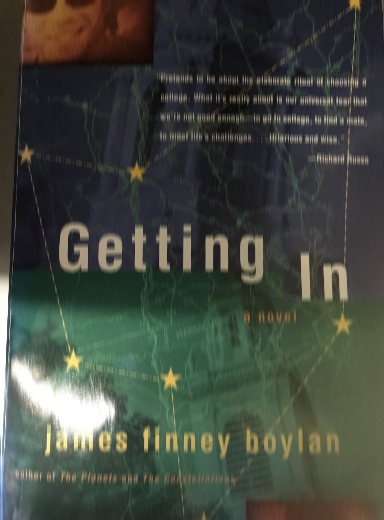 Pretends to be about the
college. What it's really about is our universal fear that
we're not good enough—to go to college, to find a mate,
to meet life's challenges. . . . Hilarious and wise."
—Richard Russo
Getting In
a novel
james finney boylan
author of The Planets and The Constellations